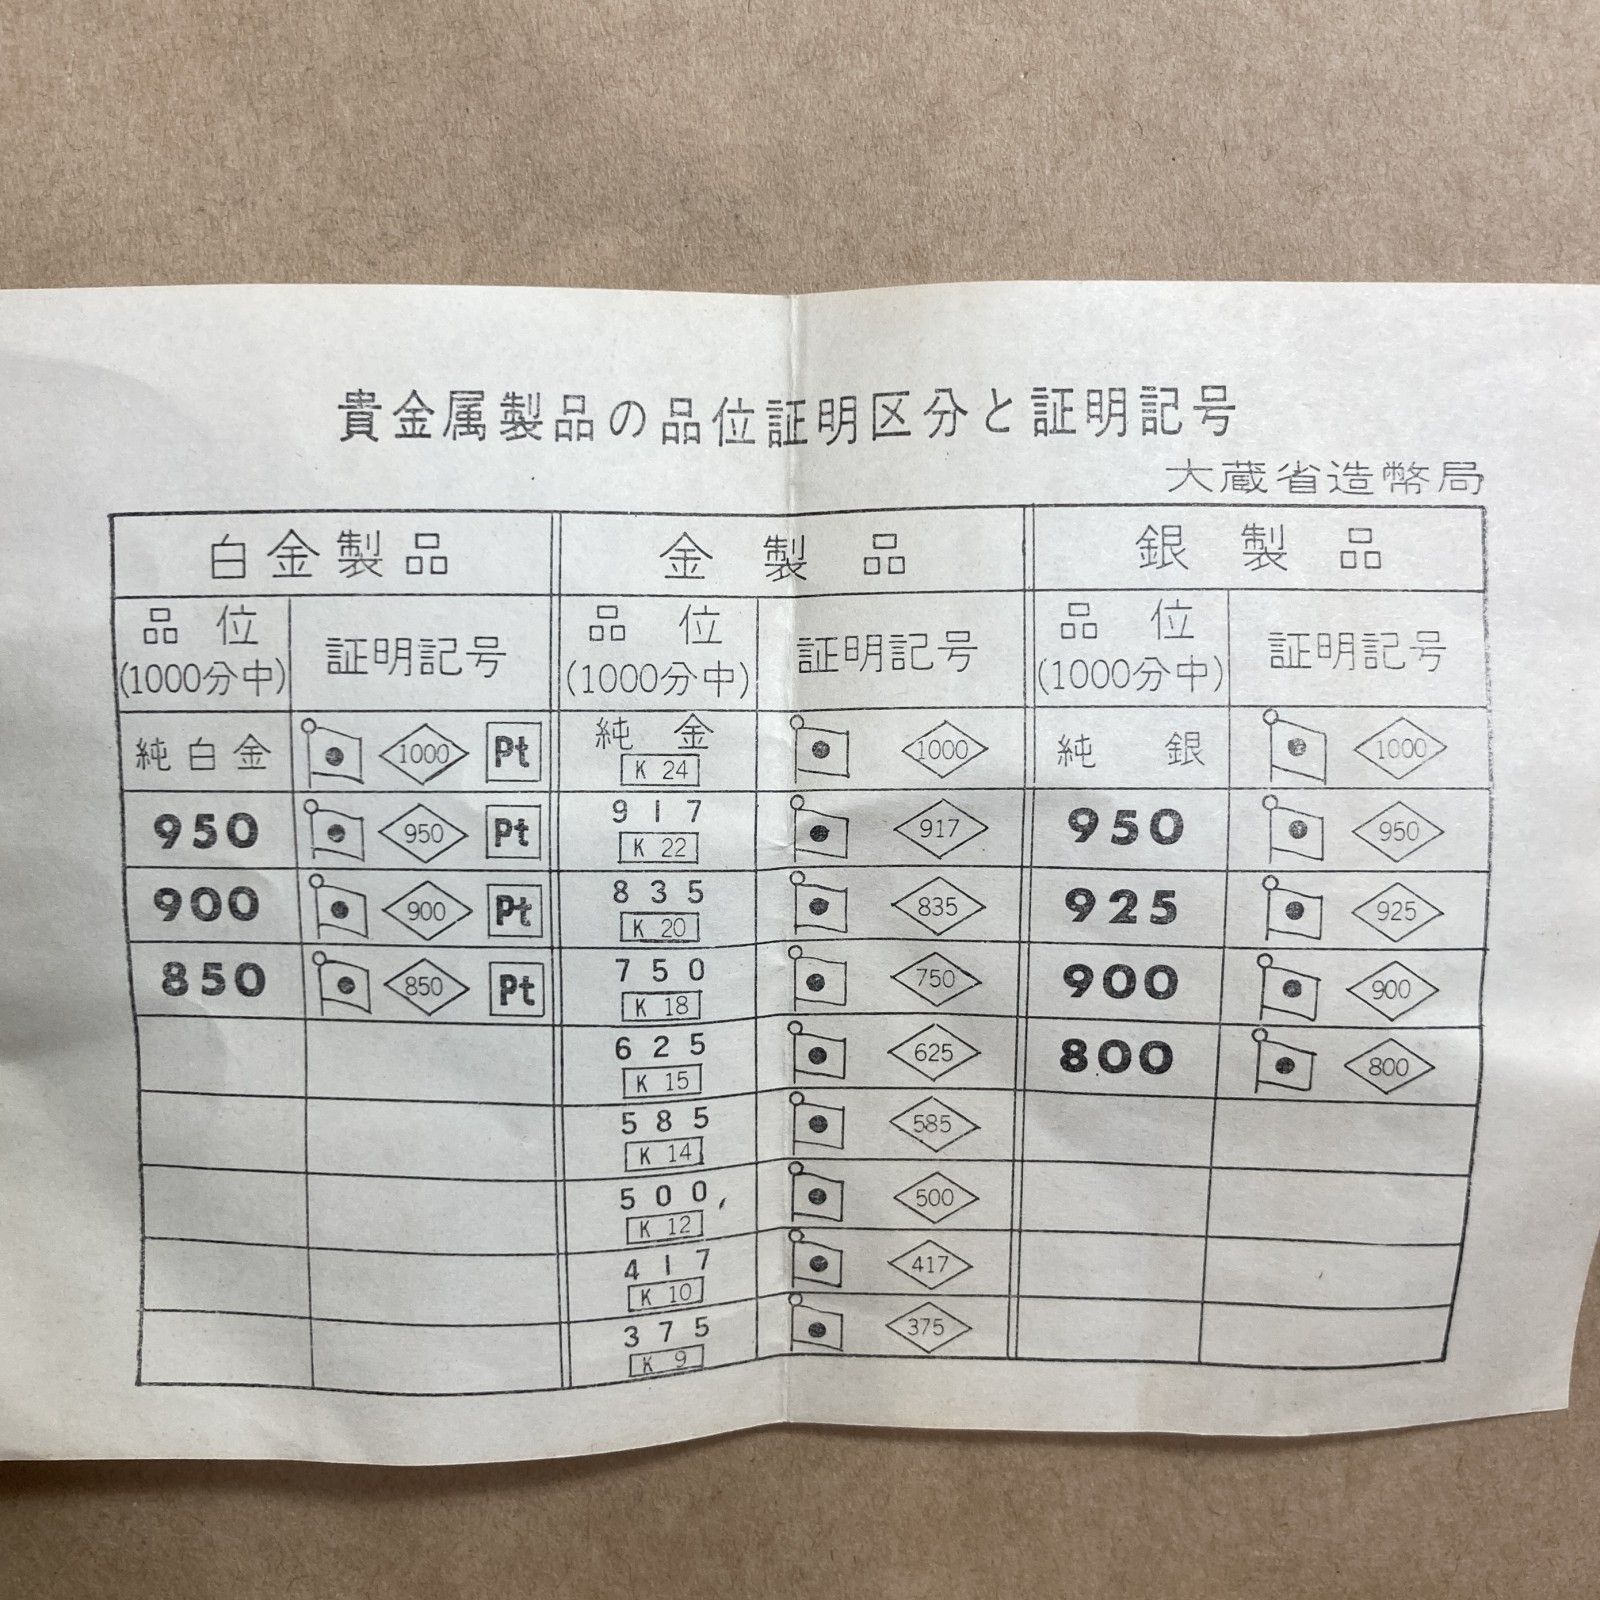 貴金属製品の品位証明区分と証明記号
大蔵省造幣局
白金製品 金製品 銀製品
品位 (1000分中) 証明記号 品位 (1000分中) 証明記号 品位 (1000分中) 証明記号
純白金 1000 Pt 純金 K 24 1000 純銀 1000
950 950 Pt 917 K 22 917 950 950
900 900 Pt 835 K 20 835 925 925
850 850 Pt 750 K 18 750 900 900
625 K 15 625 800 800
585 K 14 585
500 K 12 500
417 K 10 417
375 K 9 375